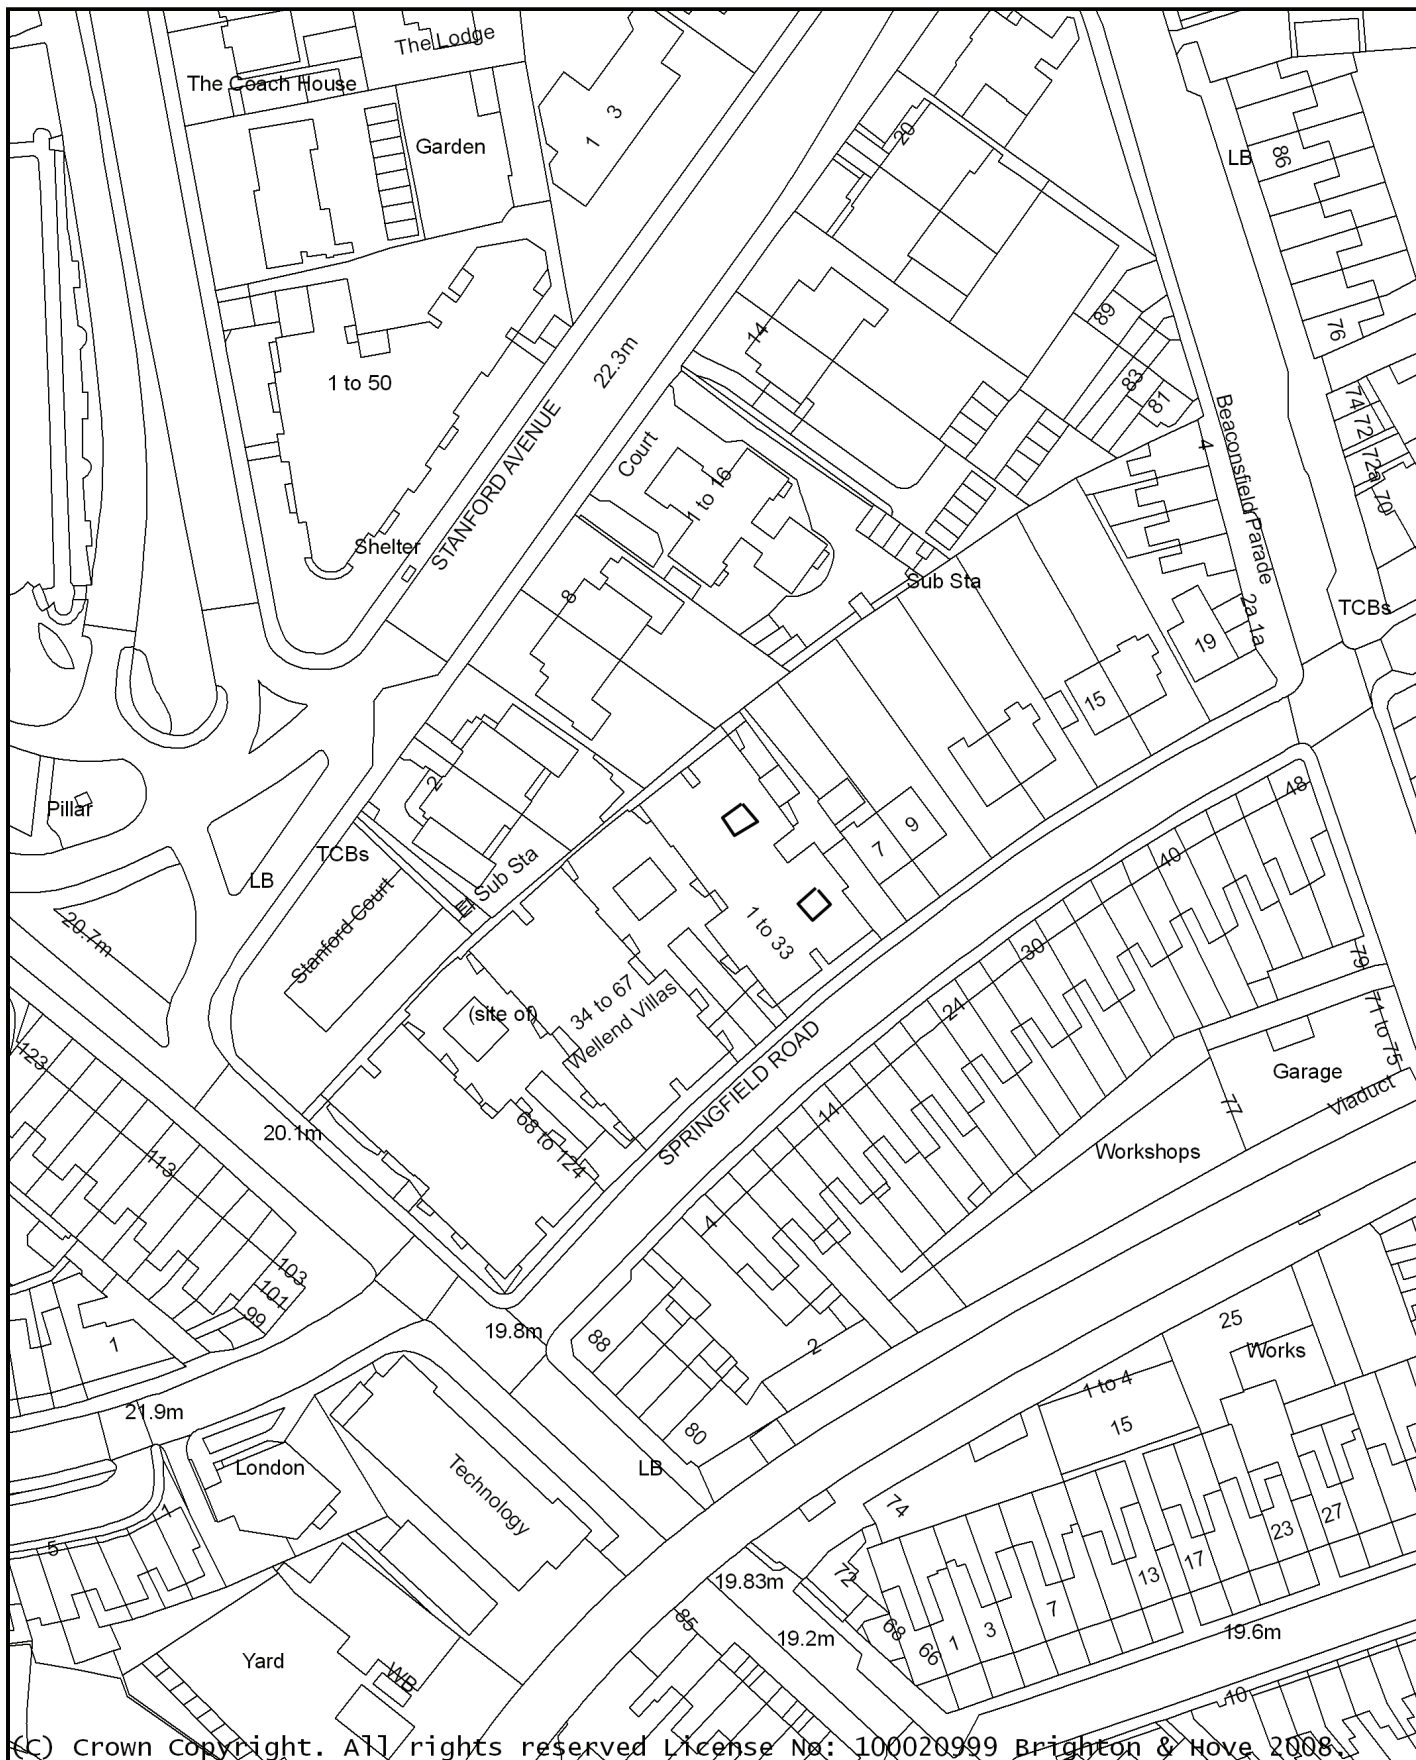 The Lodge
The Coach House
Garden
1
3
20
LB
86
76
1 to 50
22.3m
14
89
83
81
74
72
72a
70
Beaconsfield Parade
4
STANFORD AVENUE
Court
1 to 16
Shelter
Sub Sta
8
2a
1a
TCBs
19
15
Pillar
2
7
9
48
TCBs
LB
El Sub Sta
Stanford Court
20.7m
1 to 33
40
30
24
79
71 to 75
(site of)
34 to 67
Wellend Villas
SPRINGFIELD ROAD
Garage
Viaduct
77
123
113
20.1m
68 to 124
14
Workshops
4
103
101
99
1
19.8m
88
2
25
Works
1 to 4
15
21.9m
80
LB
London
Technology
1
5
74
72
68
66
1
3
7
13
17
23
27
19.83m
19.2m
85
19.6m
10
Yard
WB
(C) Crown Copyright. All rights reserved License No: 100020999 Brighton & Hove 2008.